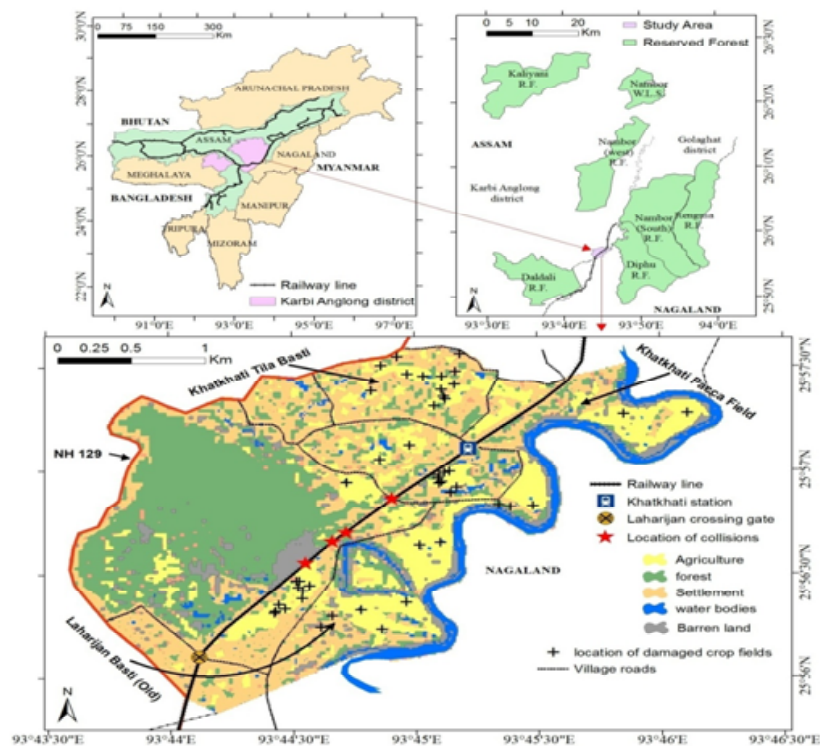 0 75 150 300
Km
30°0'N
28°0'N
26°0'N
24°0'N
22°0'N
ARUNACHAL PRADESH
BHUTAN
ASSAM
NAGALAND
MEGHALAYA
MYANMAR
BANGLADESH
MANIPUR
TRIPURA
MIZORAM
N
Railway line
Karbi Anglong district
91°0'E 93°0'E 95°0'E 97°0'E
0 10 20
Km
Study Area
Reserved Forest
Kaliyani
R.F.
Nambor
W.L.S.
ASSAM
Nambor
(west)
R.F.
Golaghat
district
Karbi Anglong
district
Nambor
(South)
R.F.
Rengma
R.F.
Daldali
R.F.
Diphu
R.F.
N
NAGALAND
26°30'N
26°20'N
26°10'N
26°0'N
25°50'N
93°30'E 93°40'E 93°50'E 94°0'E
0 0.25 0.5 1
Km
Khatkhati Tila Basti
Khatkhati Pacca Field
NH 129
NAGALAND
Laharijan Basti (Old)
N
Railway line
Khatkhati station
Laharijan crossing gate
Location of collisions
Agriculture
forest
Settlement
water bodies
Barren land
location of damaged crop fields
Village roads
25°57'30"N
25°57'N
25°56'30"N
25°56'N
93°43'30"E 93°44'E 93°44'30"E 93°45'E 93°45'30"E 93°46'E 93°46'30"E